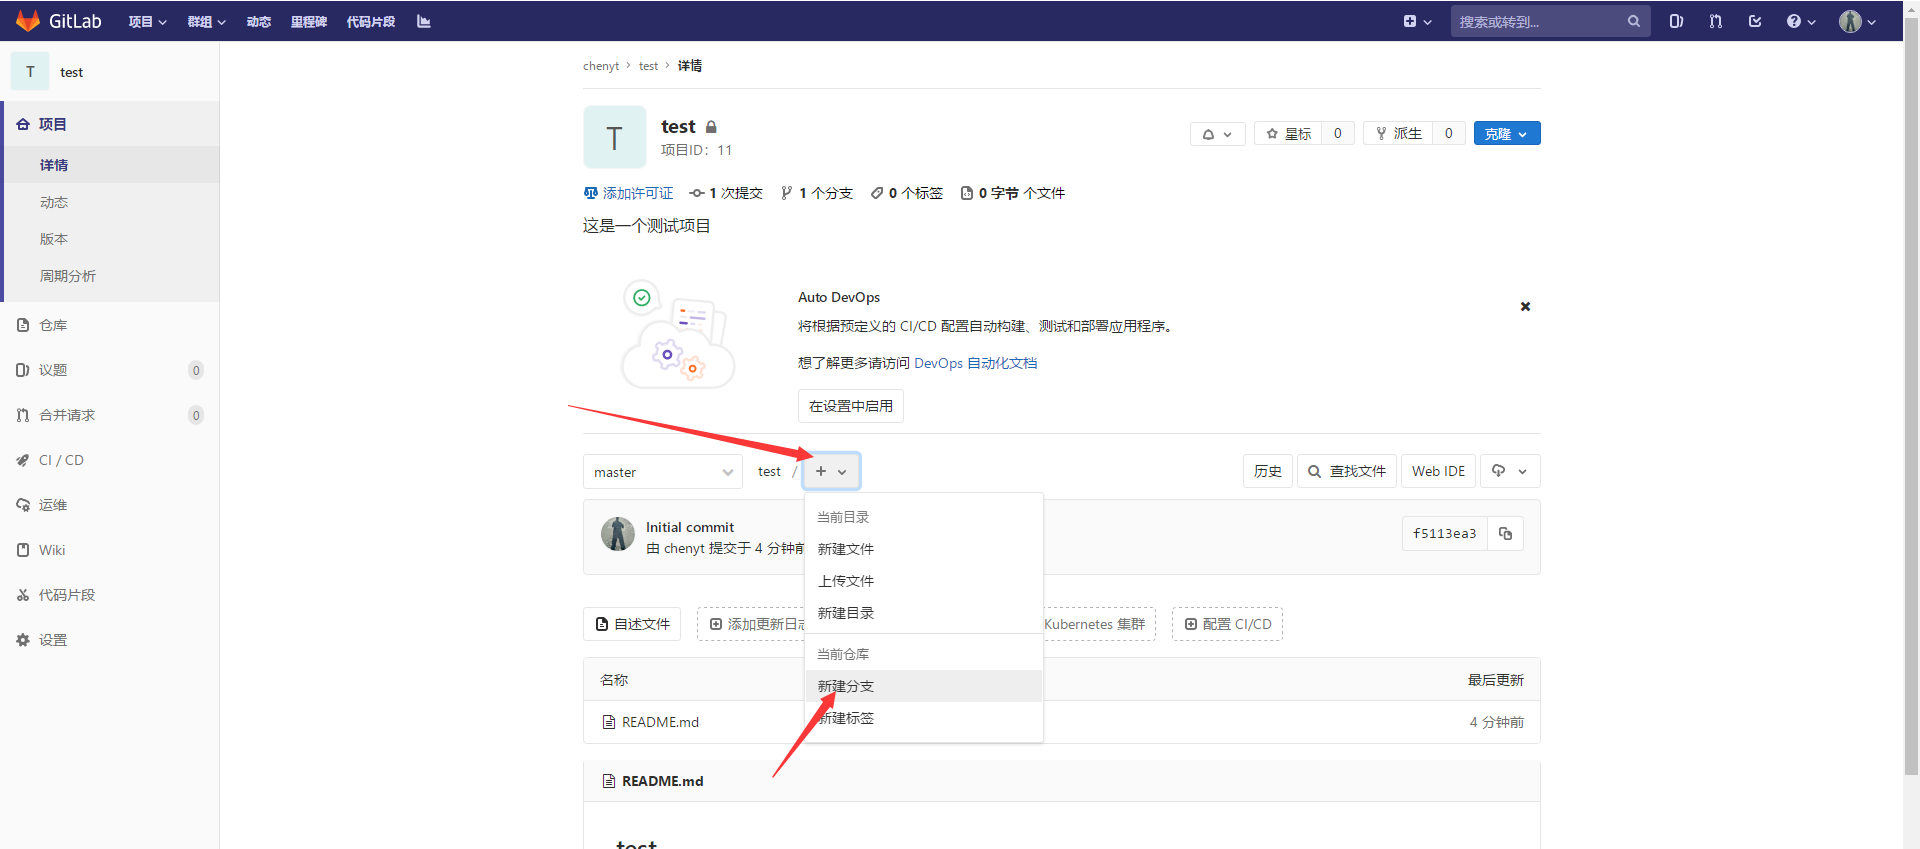 GitLab 项目 群组 动态 里程碑 代码片段 搜索或转到...
T test
项目
详情
动态
版本
周期分析
仓库
议题 0
合并请求 0
CI / CD
运维
Wiki
代码片段
设置
chenyt > test > 详情
T
test
项目ID: 11
星标 0 派生 0 克隆
添加许可证 1 次提交 1 个分支 0 个标签 0 字节 个文件
这是一个测试项目
Auto DevOps
将根据预定义的 CI/CD 配置自动构建、测试和部署应用程序。
想了解更多请访问 DevOps 自动化文档
在设置中启用
master test / + 历史 查找文件 Web IDE
Initial commit
由 chenyt 提交于 4 分钟前
f5113ea3
当前目录
新建文件
上传文件
新建目录
当前仓库
新建分支
新建标签
自述文件 添加更新日志 Kubernetes 集群 配置 CI/CD
名称 最后更新
README.md 4 分钟前
README.md
test